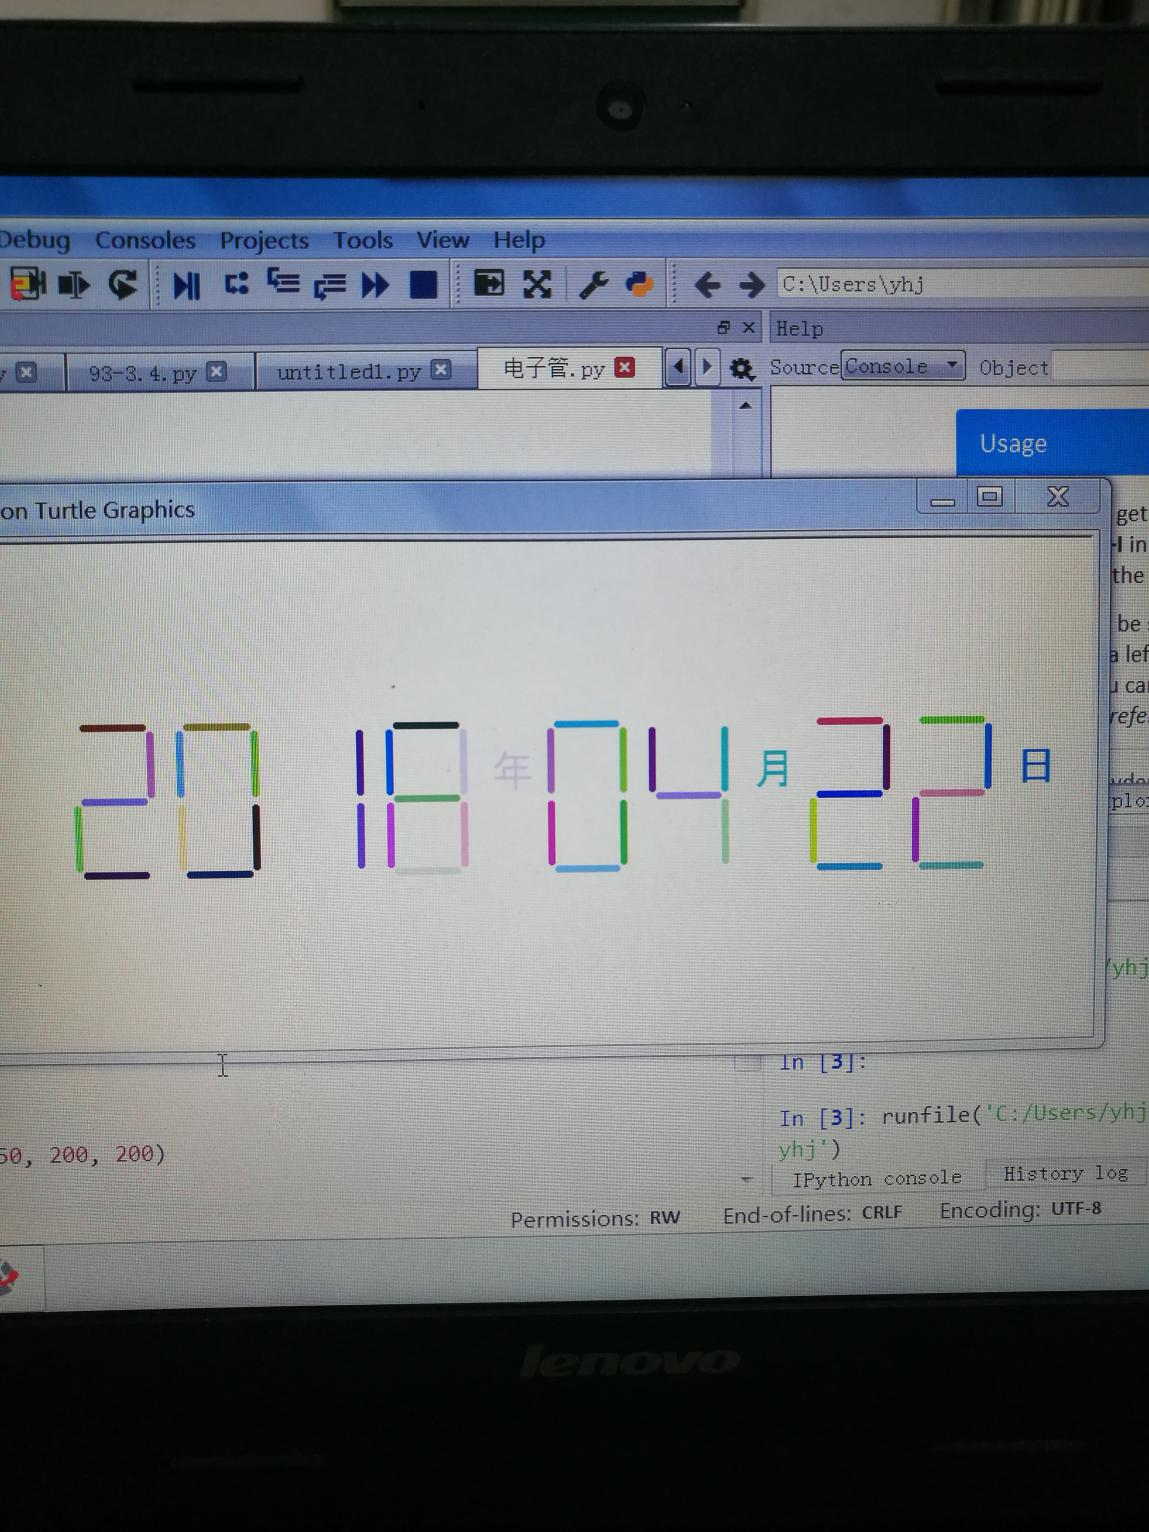 Debug Consoles Projects Tools View Help
C:\Users\yhj
Help
93-3.4.py untitled1.py 电子管.py
Source Console Object
Usage
on Turtle Graphics
get
in
the
be
a
2018年04月22日
/yhj
In [3]:
In [3]: runfile('C:/Users/yhj
yhj')
50, 200, 200)
IPython console History log
Permissions: RW End-of-lines: CRLF Encoding: UTF-8
lenovo